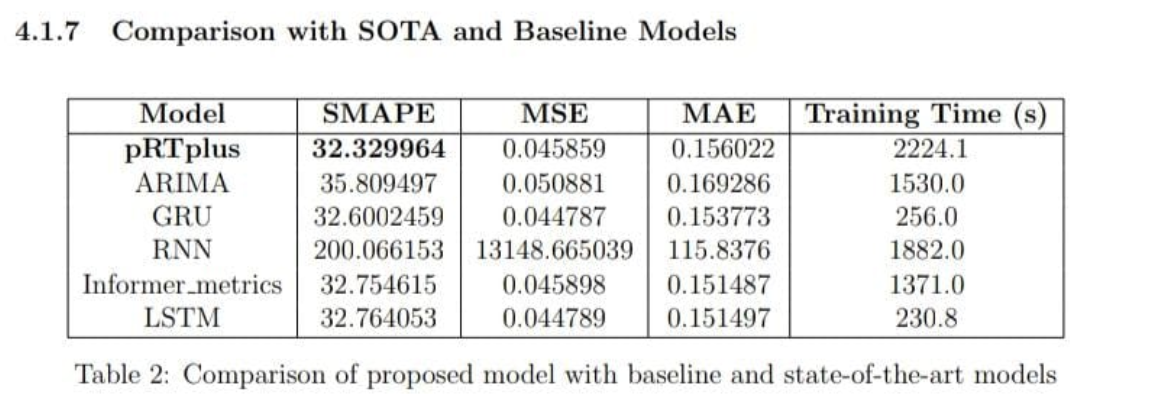 4.1.7 Comparison with SOTA and Baseline Models
Model SMAPE MSE MAE Training Time (s)
pRTplus 32.329964 0.045859 0.156022 2224.1
ARIMA 35.809497 0.050881 0.169286 1530.0
GRU 32.6002459 0.044787 0.153773 256.0
RNN 200.066153 13148.665039 115.8376 1882.0
Informer_metrics 32.754615 0.045898 0.151487 1371.0
LSTM 32.764053 0.044789 0.151497 230.8
Table 2: Comparison of proposed model with baseline and state-of-the-art models